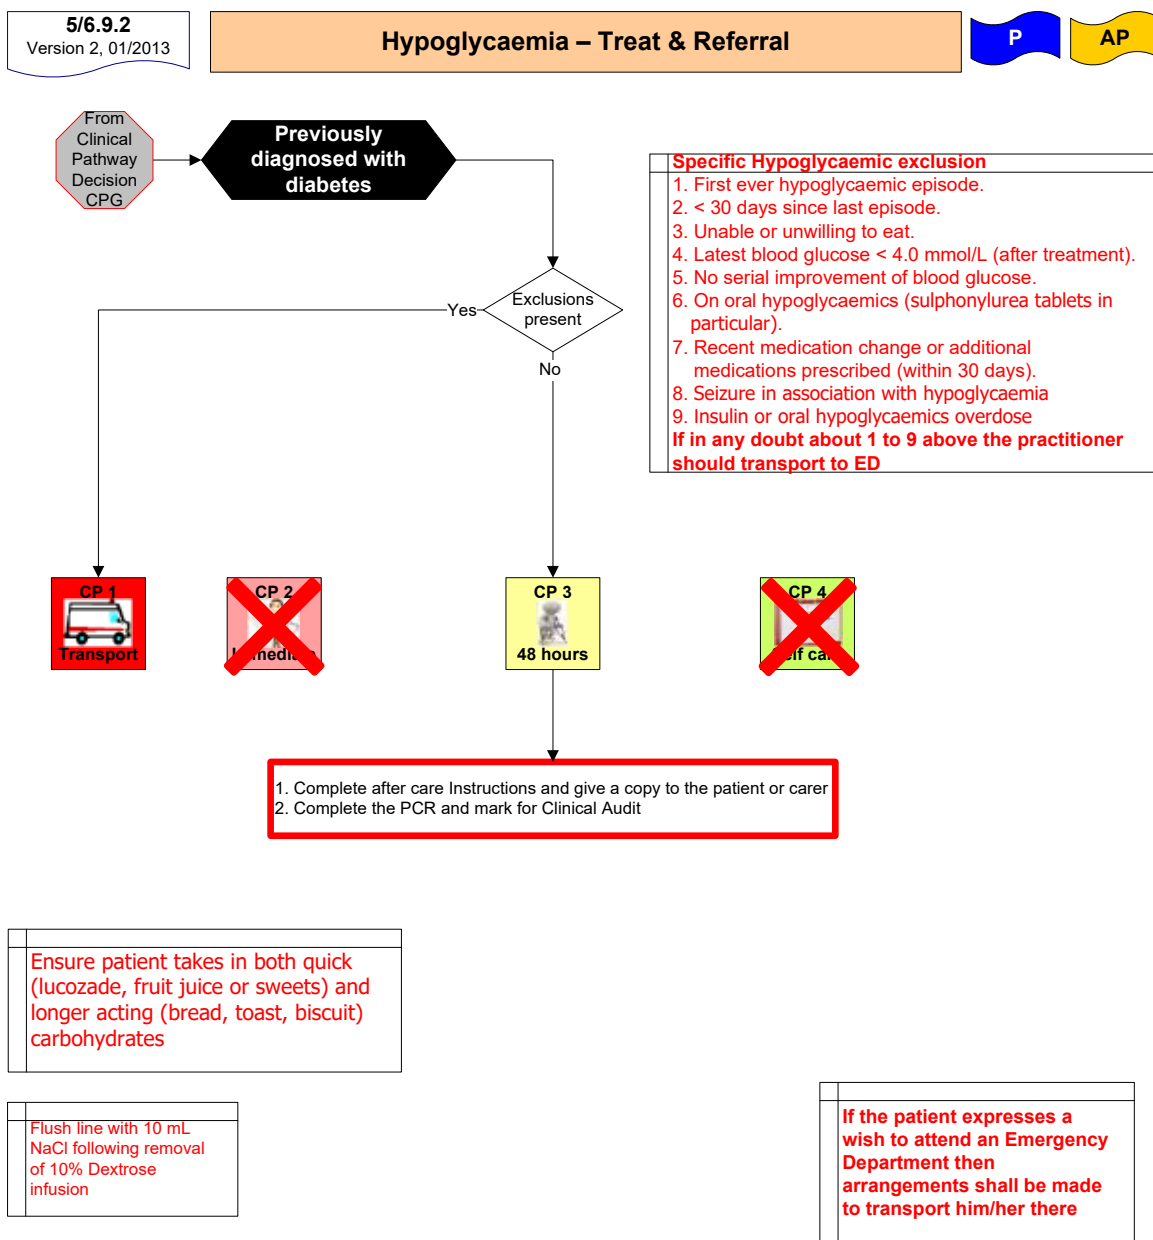 5/6.9.2
Version 2, 01/2013
Hypoglycaemia – Treat & Referral
P
AP
From
Clinical
Pathway
Decision
CPG
Previously
diagnosed with
diabetes
Specific Hypoglycaemic exclusion
1. First ever hypoglycaemic episode.
2. < 30 days since last episode.
3. Unable or unwilling to eat.
4. Latest blood glucose < 4.0 mmol/L (after treatment).
5. No serial improvement of blood glucose.
6. On oral hypoglycaemics (sulphonylurea tablets in
particular).
7. Recent medication change or additional
medications prescribed (within 30 days).
8. Seizure in association with hypoglycaemia
9. Insulin or oral hypoglycaemics overdose
If in any doubt about 1 to 9 above the practitioner
should transport to ED
Exclusions
present
Yes
No
CP 1
Transport
CP 2
CP 3
48 hours
CP 4
1. Complete after care Instructions and give a copy to the patient or carer
2. Complete the PCR and mark for Clinical Audit
Ensure patient takes in both quick
(lucozade, fruit juice or sweets) and
longer acting (bread, toast, biscuit)
carbohydrates
Flush line with 10 mL
NaCl following removal
of 10% Dextrose
infusion
If the patient expresses a
wish to attend an Emergency
Department then
arrangements shall be made
to transport him/her there